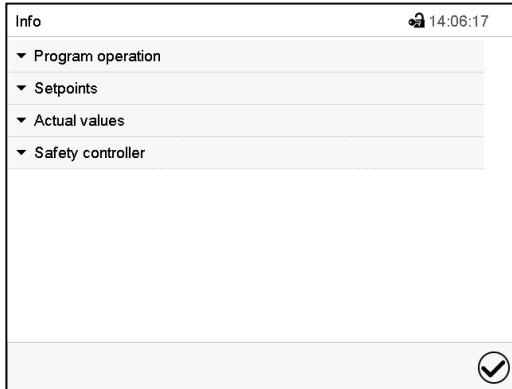 Info 14:06:17
Program operation
Setpoints
Actual values
Safety controller